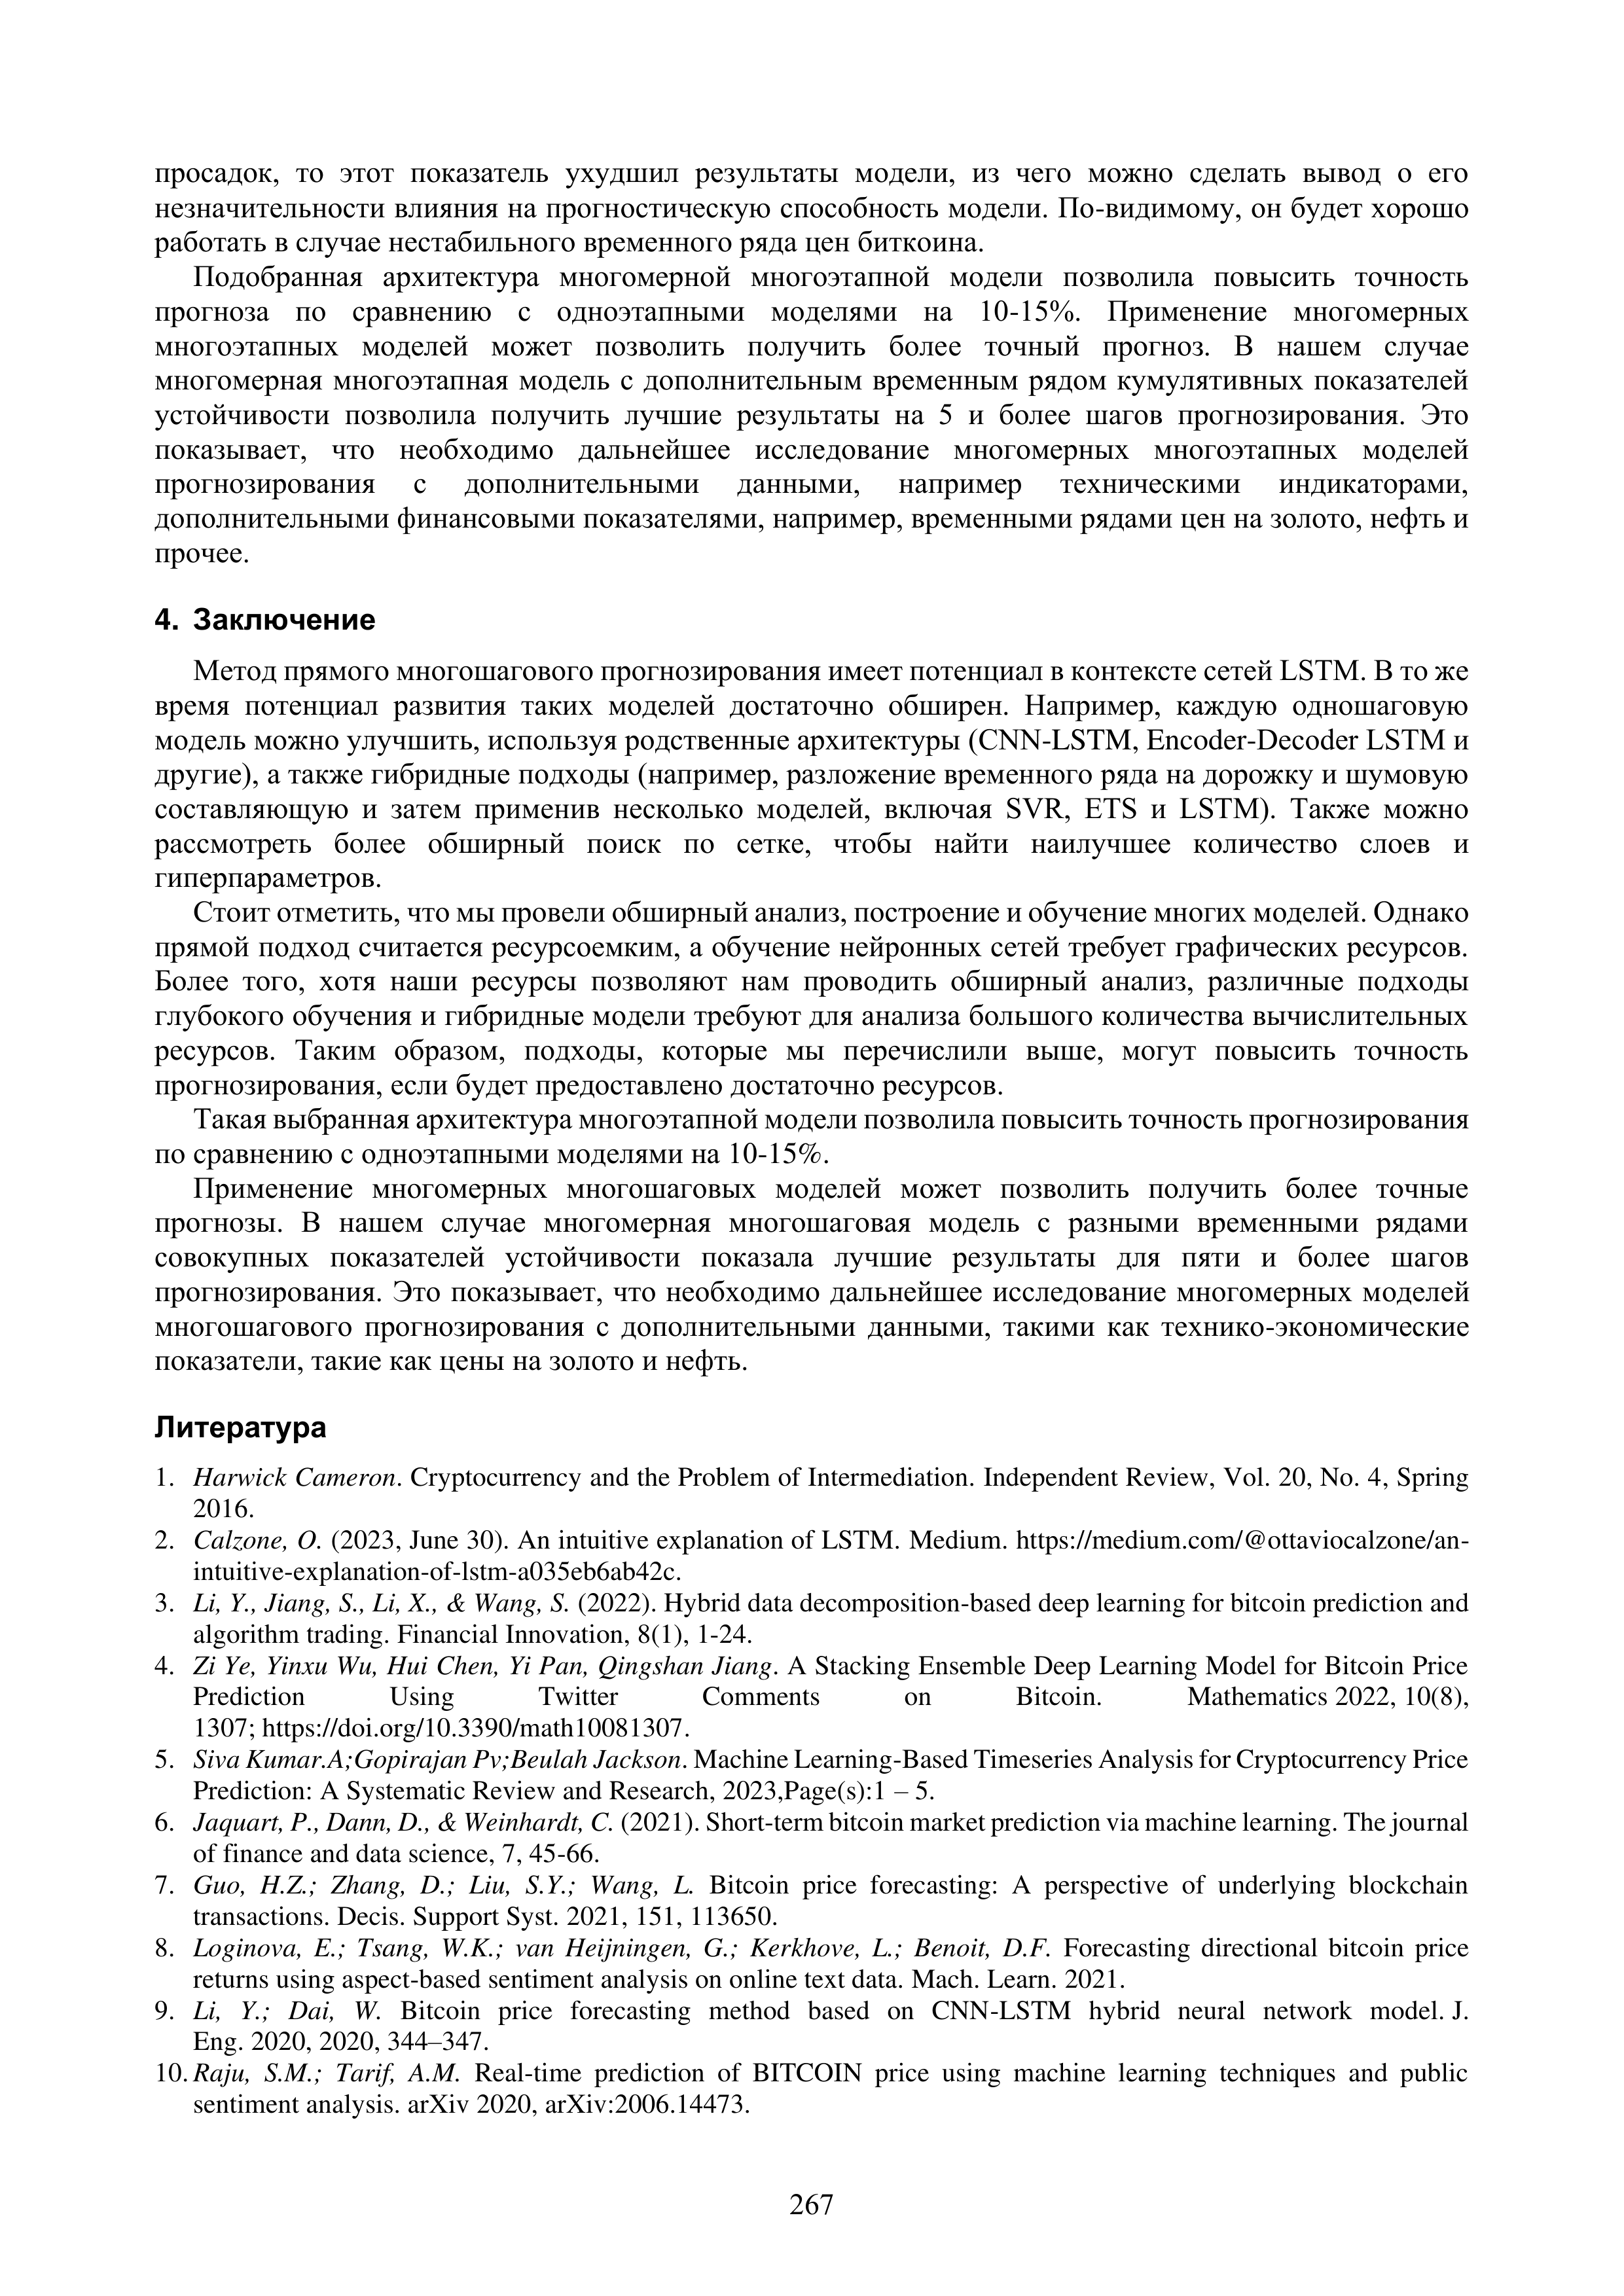 просадок, то этот показатель ухудшил результаты модели, из чего можно сделать вывод о его
незначительности влияния на прогностическую способность модели. По-видимому, он будет хорошо
работать в случае нестабильного временного ряда цен биткоина.
Подобранная архитектура многомерной многоэтапной модели позволила повысить точность
прогноза по сравнению с одноэтапными моделями на 10-15%. Применение многомерных
многоэтапных моделей может позволить получить более точный прогноз. В нашем случае
многомерная многоэтапная модель с дополнительным временным рядом кумулятивных показателей
устойчивости позволила получить лучшие результаты на 5 и более шагов прогнозирования. Это
показывает, что необходимо дальнейшее исследование многомерных многоэтапных моделей
прогнозирования с дополнительными данными, например техническими индикаторами,
дополнительными финансовыми показателями, например, временными рядами цен на золото, нефть и
прочее.
4. Заключение
Метод прямого многошагового прогнозирования имеет потенциал в контексте сетей LSTM. В то же
время потенциал развития таких моделей достаточно обширен. Например, каждую одношаговую
модель можно улучшить, используя родственные архитектуры (CNN-LSTM, Encoder-Decoder LSTM и
другие), а также гибридные подходы (например, разложение временного ряда на дорожку и шумовую
составляющую и затем применив несколько моделей, включая SVR, ETS и LSTM). Также можно
рассмотреть более обширный поиск по сетке, чтобы найти наилучшее количество слоев и
гиперпараметров.
Стоит отметить, что мы провели обширный анализ, построение и обучение многих моделей. Однако
прямой подход считается ресурсоемким, а обучение нейронных сетей требует графических ресурсов.
Более того, хотя наши ресурсы позволяют нам проводить обширный анализ, различные подходы
глубокого обучения и гибридные модели требуют для анализа большого количества вычислительных
ресурсов. Таким образом, подходы, которые мы перечислили выше, могут повысить точность
прогнозирования, если будет предоставлено достаточно ресурсов.
Такая выбранная архитектура многоэтапной модели позволила повысить точность прогнозирования
по сравнению с одноэтапными моделями на 10-15%.
Применение многомерных многошаговых моделей может позволить получить более точные
прогнозы. В нашем случае многомерная многошаговая модель с разными временными рядами
совокупных показателей устойчивости показала лучшие результаты для пяти и более шагов
прогнозирования. Это показывает, что необходимо дальнейшее исследование многомерных моделей
многошагового прогнозирования с дополнительными данными, такими как технико-экономические
показатели, такие как цены на золото и нефть.
Литература
1. Harwick Cameron. Cryptocurrency and the Problem of Intermediation. Independent Review, Vol. 20, No. 4, Spring
2016.
2. Calzone, O. (2023, June 30). An intuitive explanation of LSTM. Medium. https://medium.com/@ottaviocalzone/an-
intuitive-explanation-of-lstm-a035eb6ab42c.
3. Li, Y., Jiang, S., Li, X., & Wang, S. (2022). Hybrid data decomposition-based deep learning for bitcoin prediction and
algorithm trading. Financial Innovation, 8(1), 1-24.
4. Zi Ye, Yinxu Wu, Hui Chen, Yi Pan, Qingshan Jiang. A Stacking Ensemble Deep Learning Model for Bitcoin Price
Prediction Using Twitter Comments on Bitcoin. Mathematics 2022, 10(8),
1307; https://doi.org/10.3390/math10081307.
5. Siva Kumar.A;Gopirajan Pv;Beulah Jackson. Machine Learning-Based Timeseries Analysis for Cryptocurrency Price
Prediction: A Systematic Review and Research, 2023,Page(s):1 – 5.
6. Jaquart, P., Dann, D., & Weinhardt, C. (2021). Short-term bitcoin market prediction via machine learning. The journal
of finance and data science, 7, 45-66.
7. Guo, H.Z.; Zhang, D.; Liu, S.Y.; Wang, L. Bitcoin price forecasting: A perspective of underlying blockchain
transactions. Decis. Support Syst. 2021, 151, 113650.
8. Loginova, E.; Tsang, W.K.; van Heijningen, G.; Kerkhove, L.; Benoit, D.F. Forecasting directional bitcoin price
returns using aspect-based sentiment analysis on online text data. Mach. Learn. 2021.
9. Li, Y.; Dai, W. Bitcoin price forecasting method based on CNN-LSTM hybrid neural network model. J.
Eng. 2020, 2020, 344–347.
10. Raju, S.M.; Tarif, A.M. Real-time prediction of BITCOIN price using machine learning techniques and public
sentiment analysis. arXiv 2020, arXiv:2006.14473.
267